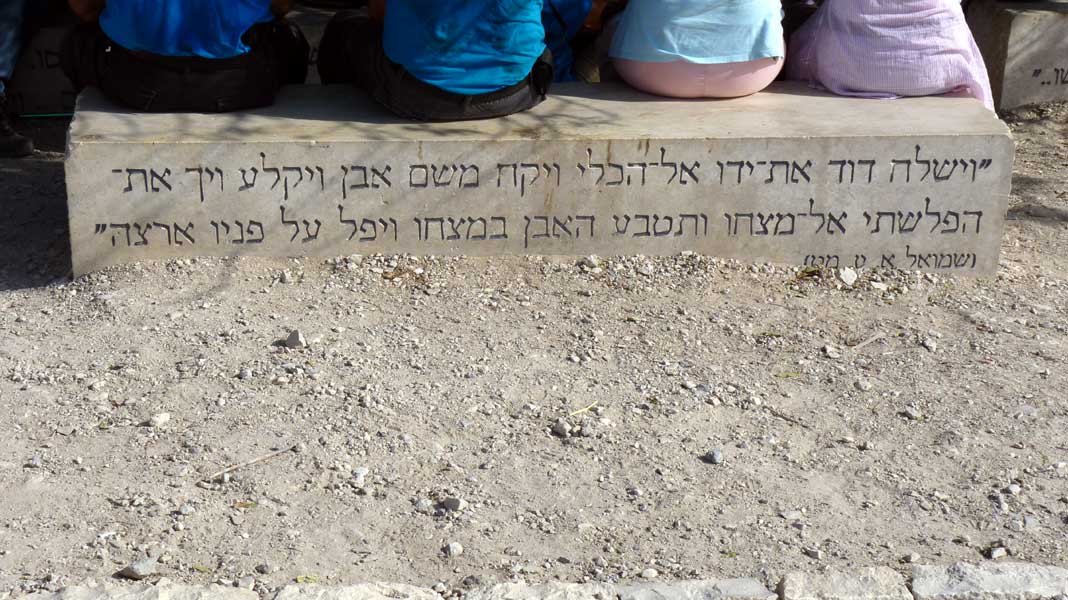 "וישלח דוד את־ידו אל־הכלי ויקח משם אבן ויקלע ויך את־
הפלשתי אל־מצחו ותטבע האבן במצחו ויפל על פניו ארצה"
(שמואל א יז מט)